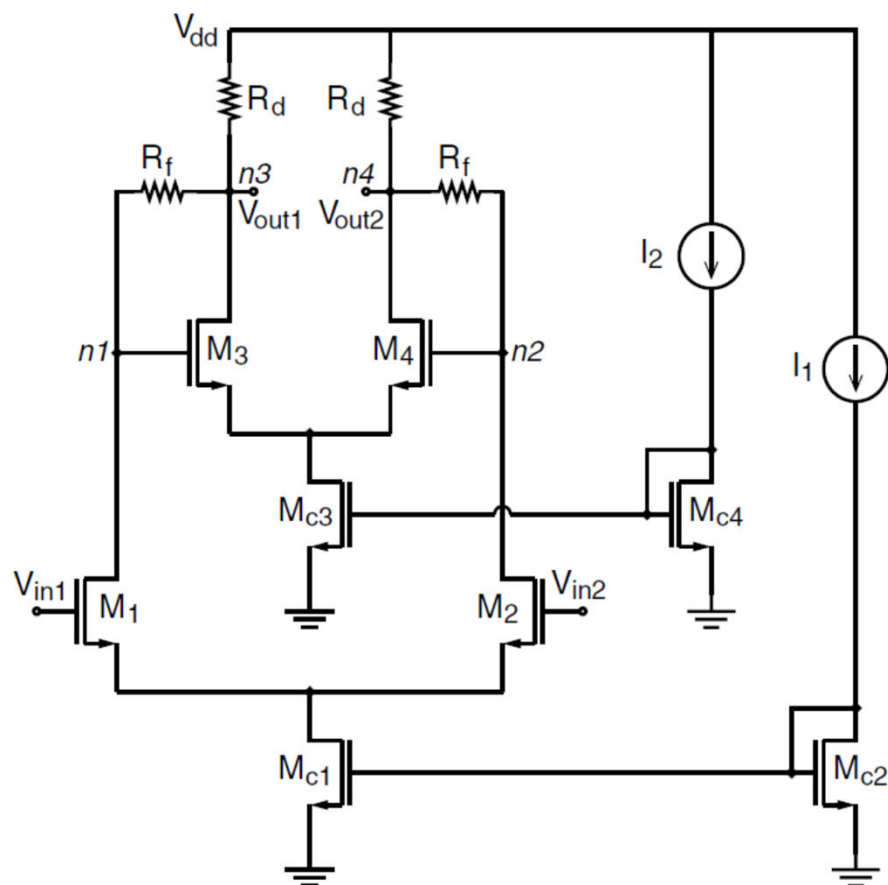 Vdd
Rd Rd
Rf n3 n4 Rf
Vout1 Vout2
I2
n1 M3 M4 n2
I1
Mc3 Mc4
Vin1 M1 M2 Vin2
Mc1 Mc2